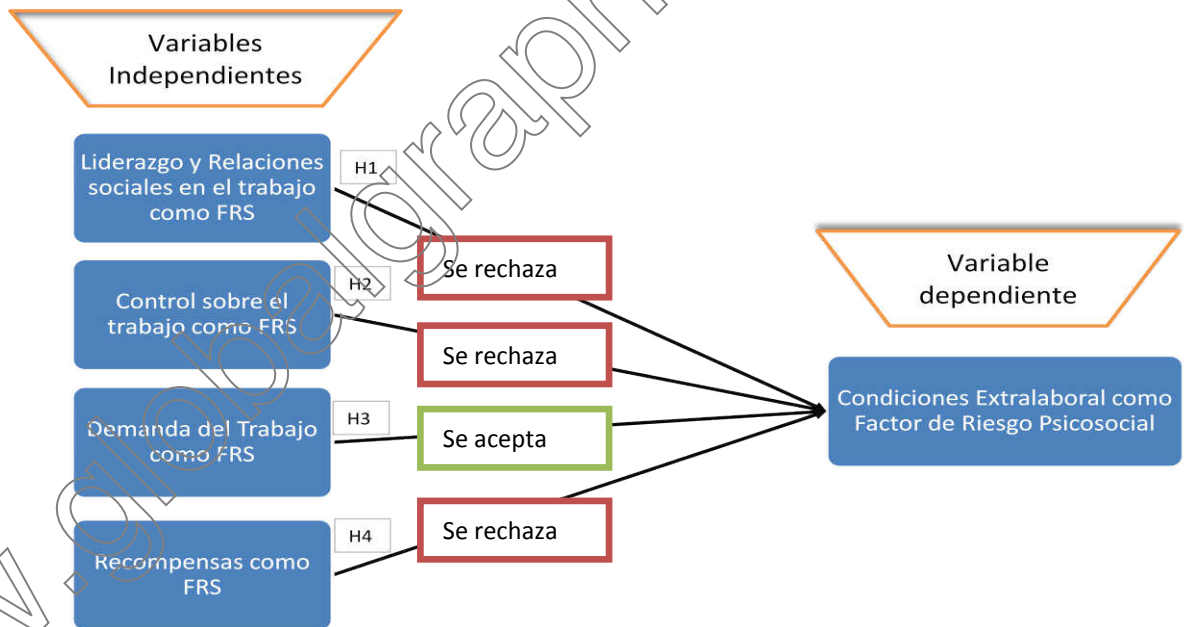 Variables
Independientes
Liderazgo y Relaciones
sociales en el trabajo
como FRS
H1
Se rechaza
Control sobre el
trabajo como FRS
H2
Se rechaza
Demanda del Trabajo
como FRS
H3
Se acepta
Recompensas como
FRS
H4
Se rechaza
Variable
dependiente
Condiciones Extralaboral como
Factor de Riesgo Psicosocial